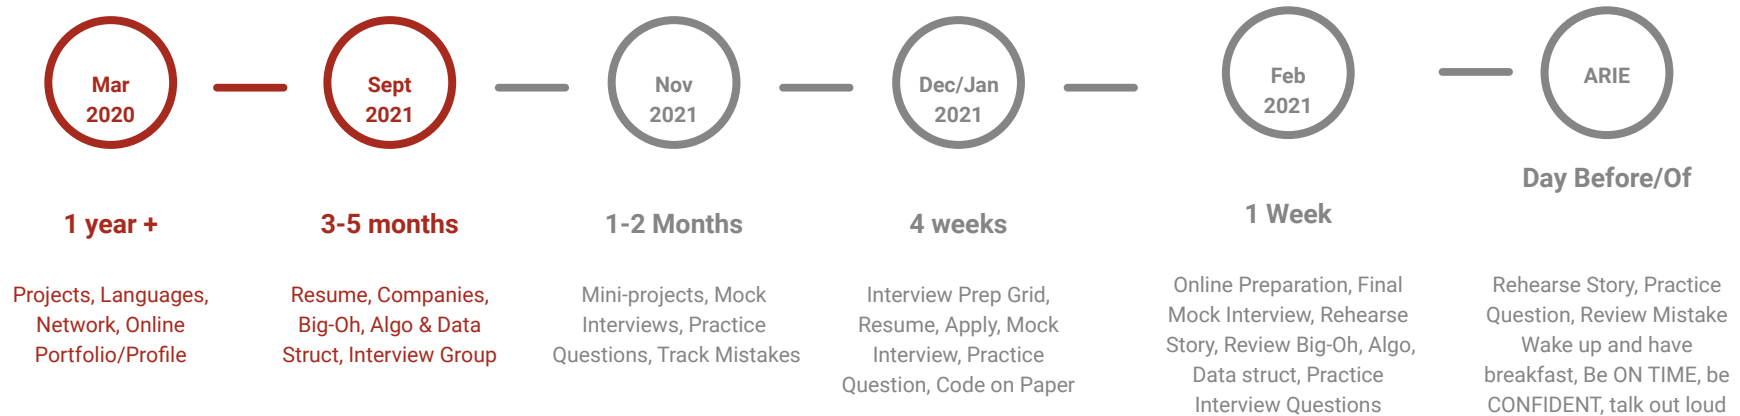 Mar
2020
1 year +
Projects, Languages,
Network, Online
Portfolio/Profile
Sept
2021
3-5 months
Resume, Companies,
Big-Oh, Algo & Data
Struct, Interview Group
Nov
2021
1-2 Months
Mini-projects, Mock
Interviews, Practice
Questions, Track Mistakes
Dec/Jan
2021
4 weeks
Interview Prep Grid,
Resume, Apply, Mock
Interview, Practice
Question, Code on Paper
Feb
2021
1 Week
Online Preparation, Final
Mock Interview, Rehearse
Story, Review Big-Oh, Algo,
Data struct, Practice
Interview Questions
ARIE
Day Before/Of
Rehearse Story, Practice
Question, Review Mistake
Wake up and have
breakfast, Be ON TIME, be
CONFIDENT, talk out loud